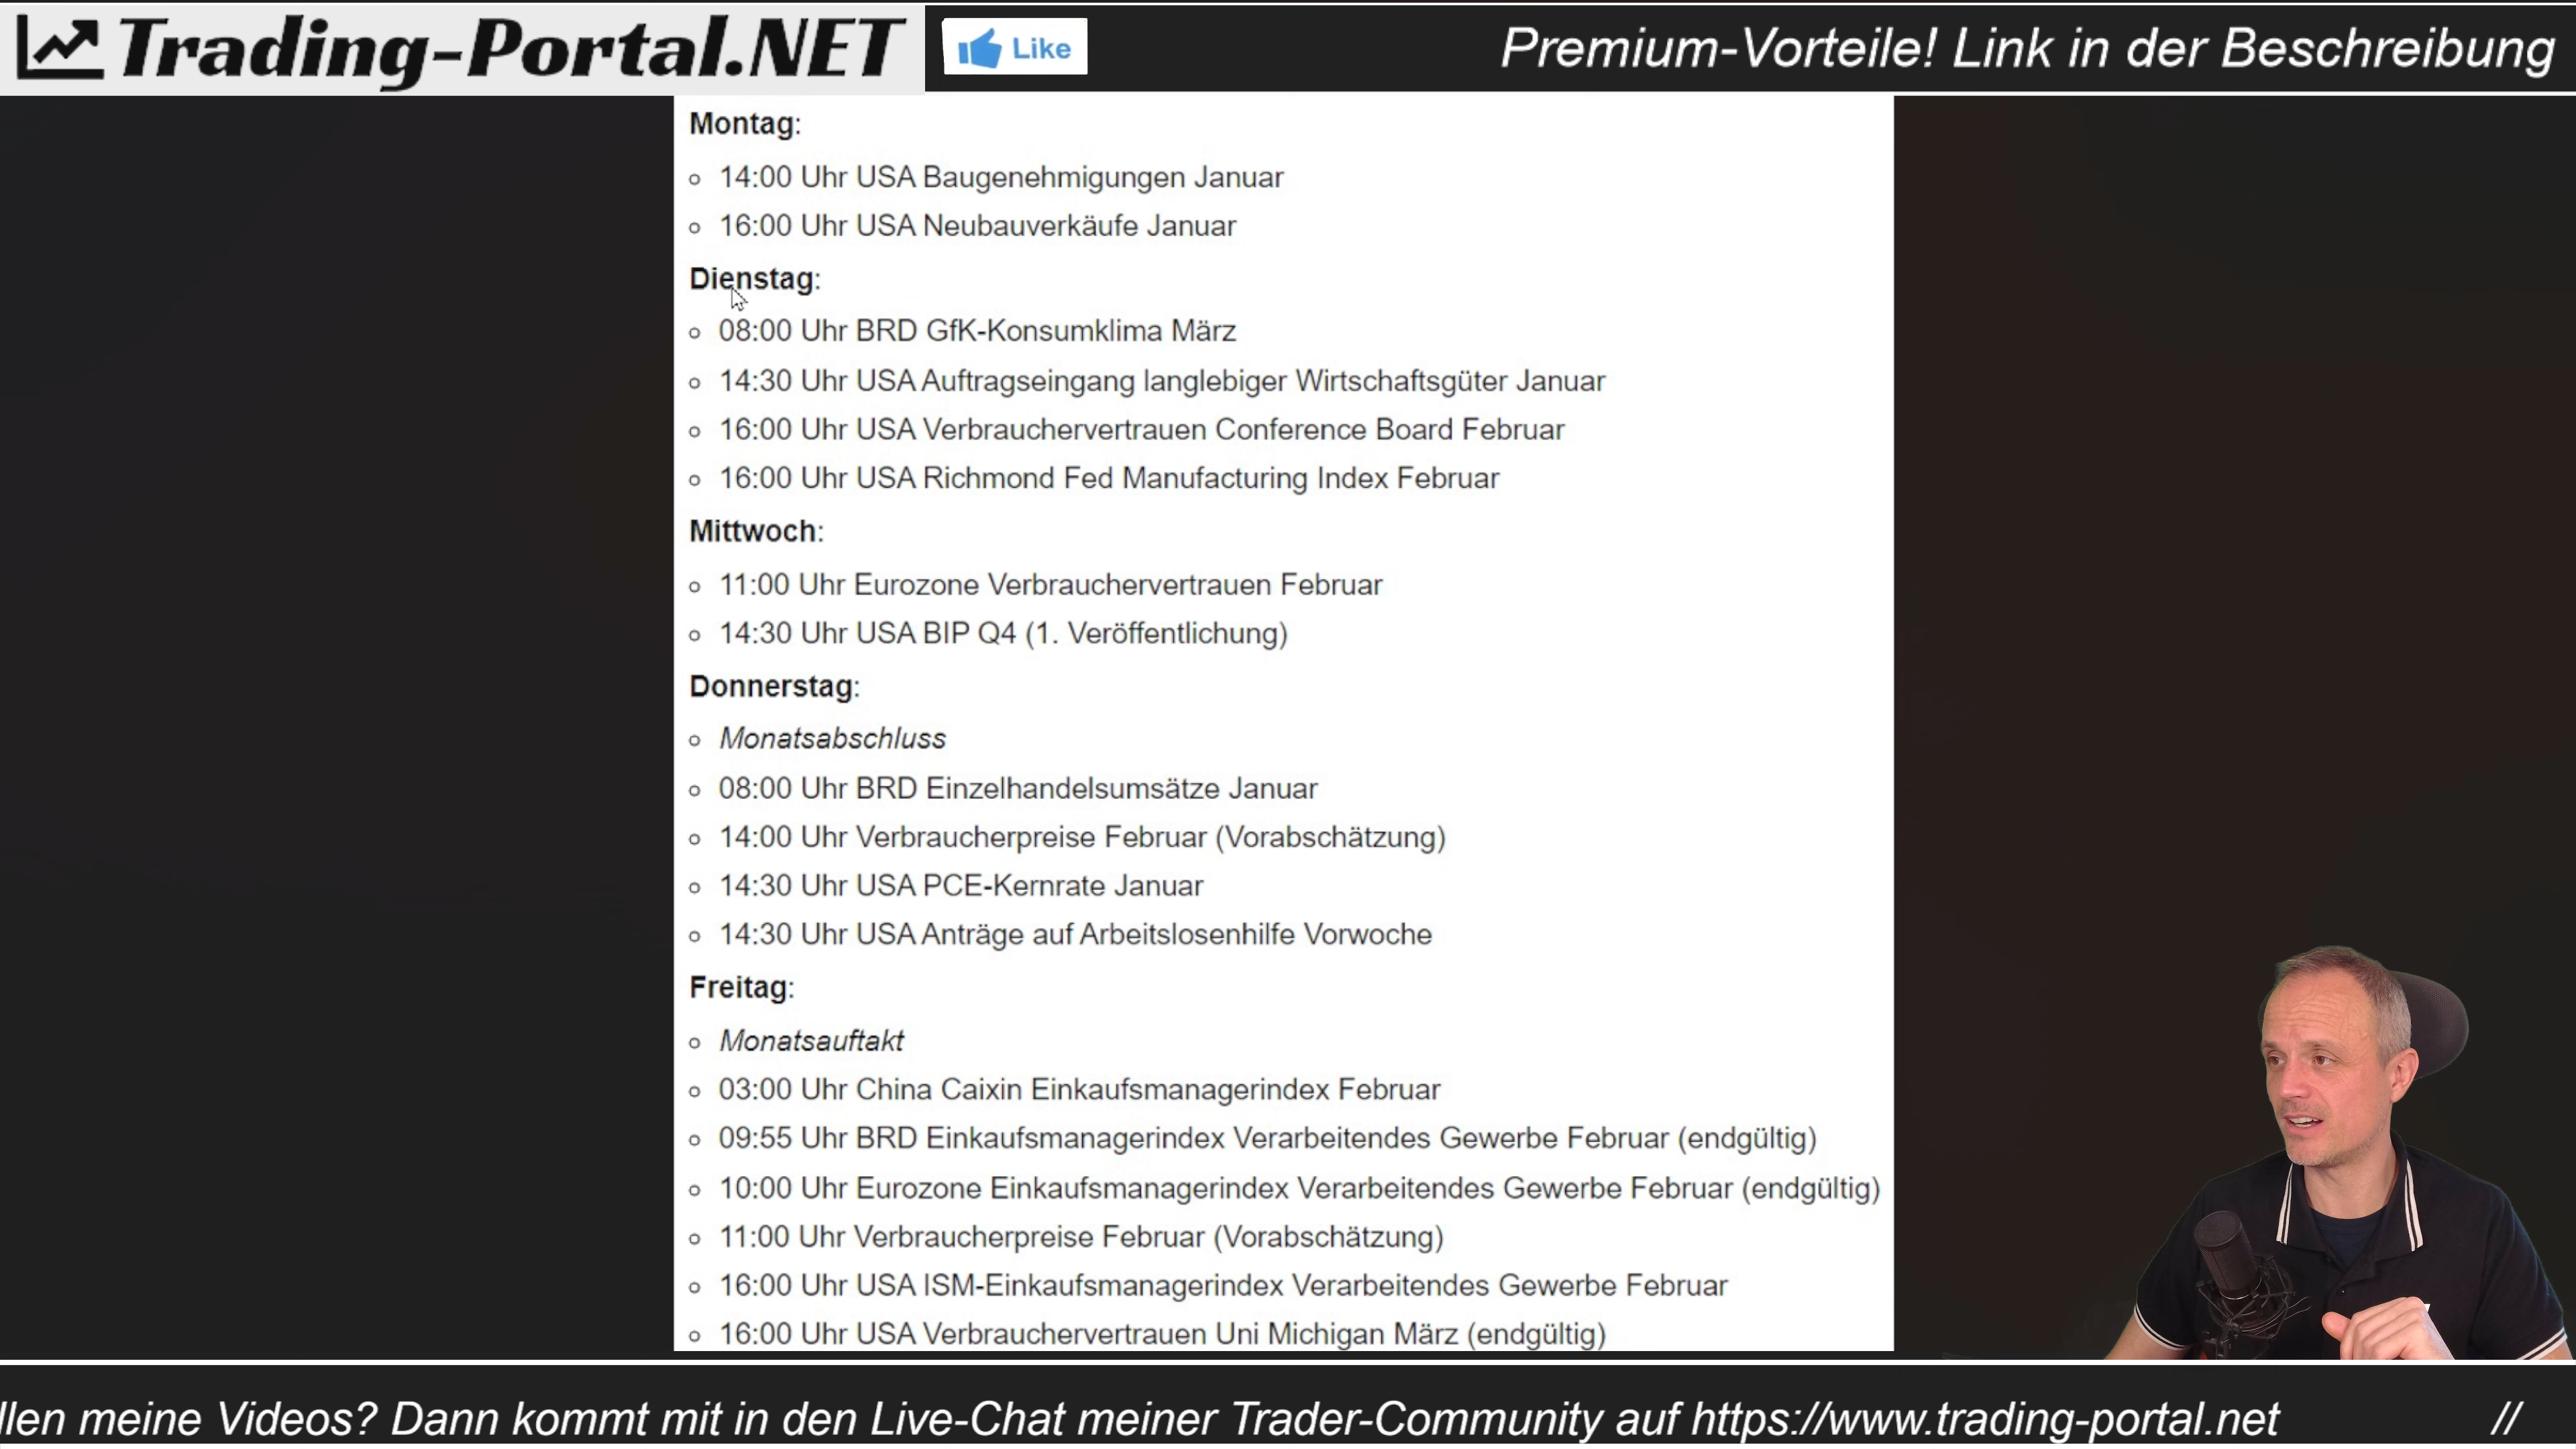 Trading-Portal.NET
Like
Premium-Vorteile! Link in der Beschreibung
Montag:
14:00 Uhr USA Baugenehmigungen Januar
16:00 Uhr USA Neubauverkäufe Januar
Dienstag:
08:00 Uhr BRD GfK-Konsumklima März
14:30 Uhr USA Auftragseingang langlebiger Wirtschaftsgüter Januar
16:00 Uhr USA Verbrauchervertrauen Conference Board Februar
16:00 Uhr USA Richmond Fed Manufacturing Index Februar
Mittwoch:
11:00 Uhr Eurozone Verbrauchervertrauen Februar
14:30 Uhr USA BIP Q4 (1. Veröffentlichung)
Donnerstag:
Monatsabschluss
08:00 Uhr BRD Einzelhandelsumsätze Januar
14:00 Uhr Verbraucherpreise Februar (Vorabschätzung)
14:30 Uhr USA PCE-Kernrate Januar
14:30 Uhr USA Anträge auf Arbeitslosenhilfe Vorwoche
Freitag:
Monatsauftakt
03:00 Uhr China Caixin Einkaufsmanagerindex Februar
09:55 Uhr BRD Einkaufsmanagerindex Verarbeitendes Gewerbe Februar (endgültig)
10:00 Uhr Eurozone Einkaufsmanagerindex Verarbeitendes Gewerbe Februar (endgültig)
11:00 Uhr Verbraucherpreise Februar (Vorabschätzung)
16:00 Uhr USA ISM-Einkaufsmanagerindex Verarbeitendes Gewerbe Februar
16:00 Uhr USA Verbrauchervertrauen Uni Michigan März (endgültig)
llen meine Videos? Dann kommt mit in den Live-Chat meiner Trader-Community auf https://www.trading-portal.net //